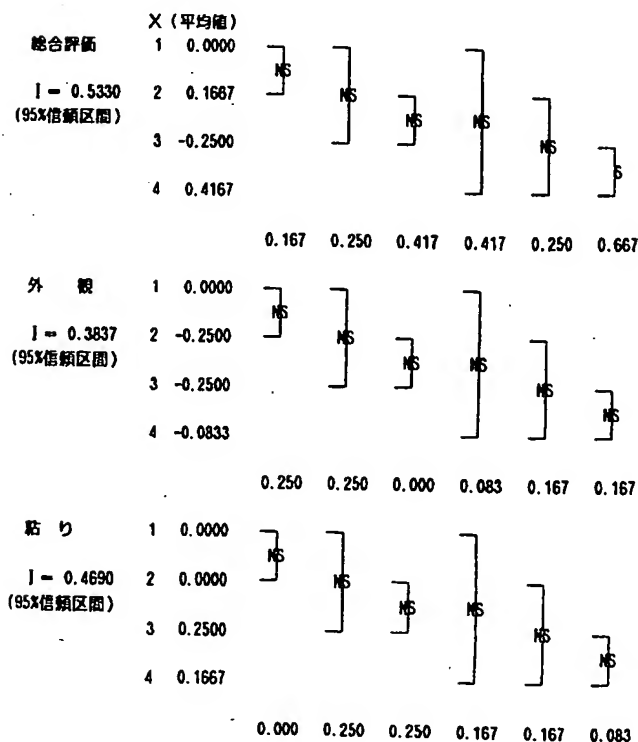 X (平均値)
総合評価 1 0.0000 NS
I = 0.5330 2 0.1667 NS NS NS
(95%信頼区間) NS
3 -0.2500 S
4 0.4167
0.167 0.250 0.417 0.417 0.250 0.667
外 観 1 0.0000 NS
I = 0.3837 2 -0.2500 NS NS NS
(95%信頼区間) NS
3 -0.2500 NS
4 -0.0833
0.250 0.250 0.000 0.083 0.167 0.167
粘 り 1 0.0000 NS
I = 0.4690 2 0.0000 NS NS NS
(95%信頼区間) NS
3 0.2500 NS
4 0.1667
0.000 0.250 0.250 0.167 0.167 0.083